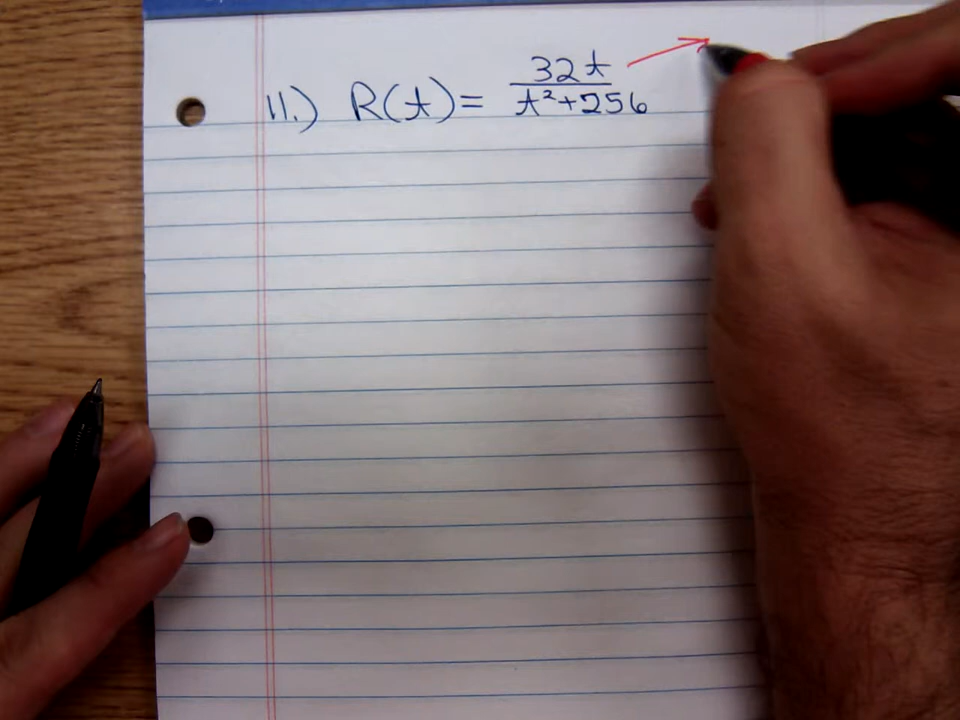 11.) R(t) = 32t / t²+256